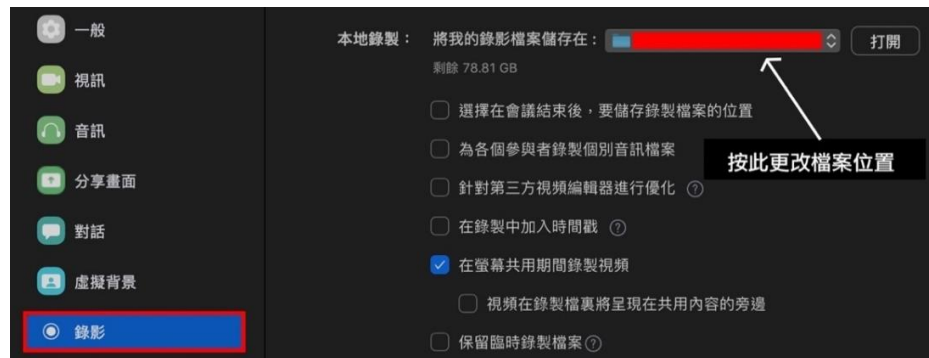 一般
視訊
音訊
分享畫面
對話
虛擬背景
錄影
本地錄製： 將我的錄影檔案儲存在： 打開
剩餘 78.81 GB
選擇在會議結束後，要儲存錄製檔案的位置
為各個參與者錄製個別音訊檔案
按此更改檔案位置
針對第三方視頻編輯器進行優化 ?
在錄製中加入時間戳 ?
在螢幕共用期間錄製視頻
視頻在錄製檔裏將呈現在共用內容的旁邊
保留臨時錄製檔案 ?